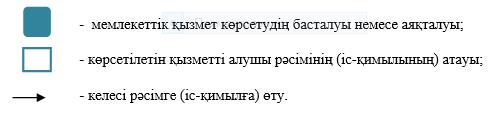 - мемлекеттік қызмет көрсетудің басталуы немесе аяқталуы;
- көрсетілетін қызметті алушы рәсімінің (іс-қимылының) атауы;
- келесі рәсімге (іс-қимылға) өту.